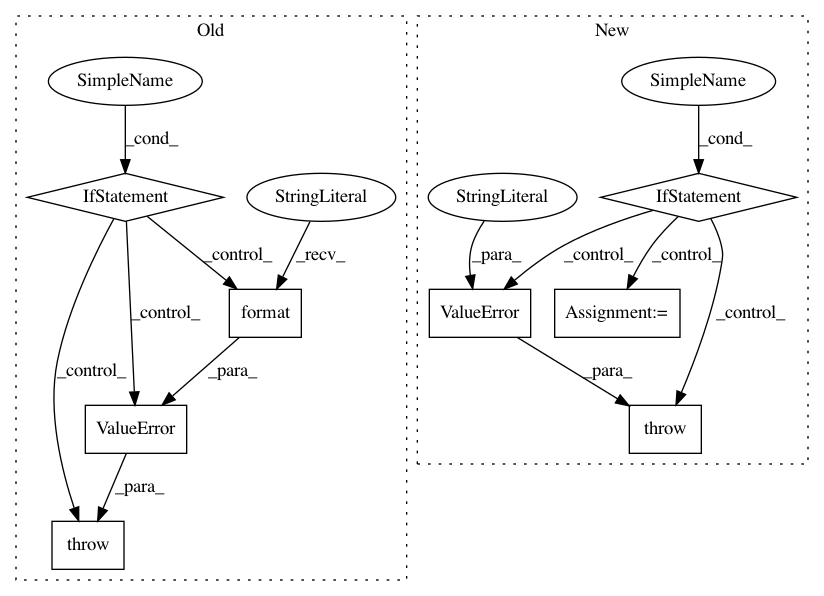 Old
New
SimpleName
SimpleName
_cond_
_cond_
IfStatement
StringLiteral
StringLiteral
IfStatement
_control_
_recv_
_para_
_control_
_control_
format
ValueError
Assignment:=
_control_
_control_
_control_
_para_
_para_
ValueError
throw
_para_
throw